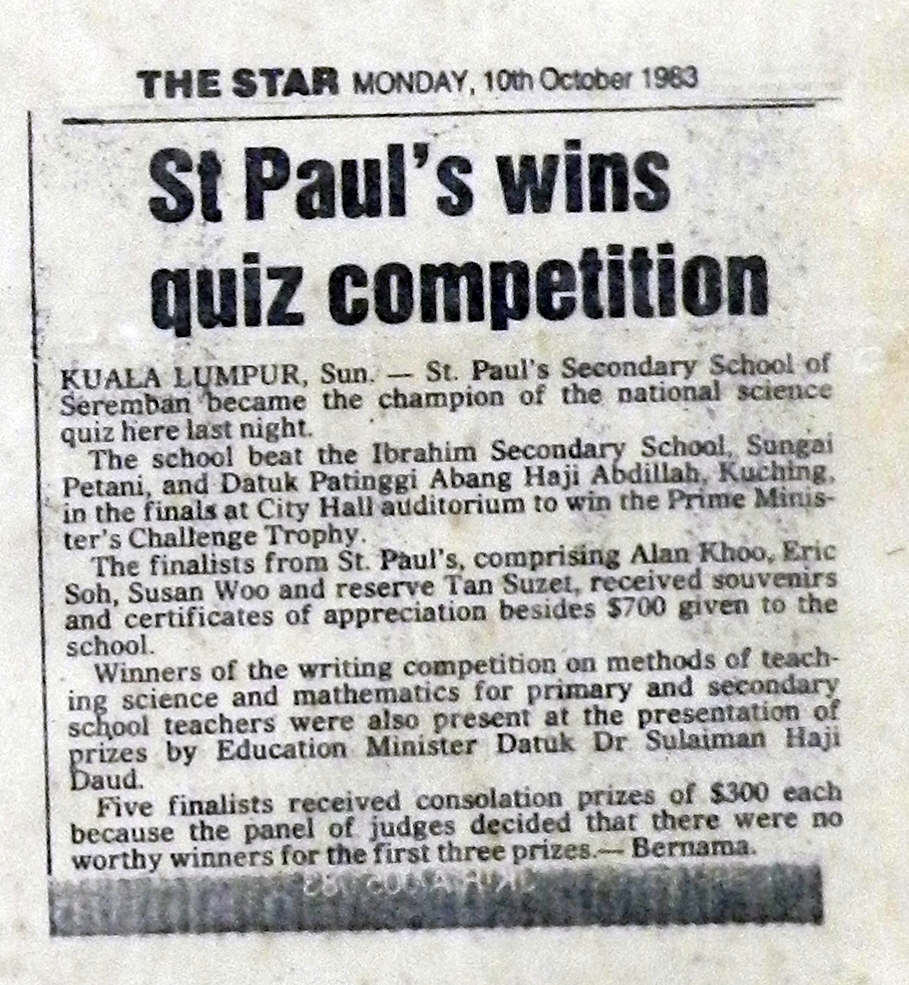 THE STAR MONDAY, 10th October 1983
St Paul's wins
quiz competition
KUALA LUMPUR, Sun. — St. Paul's Secondary School of
Seremban became the champion of the national science
quiz here last night.
The school beat the Ibrahim Secondary School, Sungai
Petani, and Datuk Patinggi Abang Haji Abdillah, Kuching,
in the finals at City Hall auditorium to win the Prime Minis-
ter's Challenge Trophy.
The finalists from St. Paul's, comprising Alan Khoo, Eric
Soh, Susan Woo and reserve Tan Suzet, received souvenirs
and certificates of appreciation besides $700 given to the
school.
Winners of the writing competition on methods of teach-
ing science and mathematics for primary and secondary
school teachers were also present at the presentation of
prizes by Education Minister Datuk Dr Sulaiman Haji
Daud.
Five finalists received consolation prizes of $300 each
because the panel of judges decided that there were no
worthy winners for the first three prizes.— Bernama.